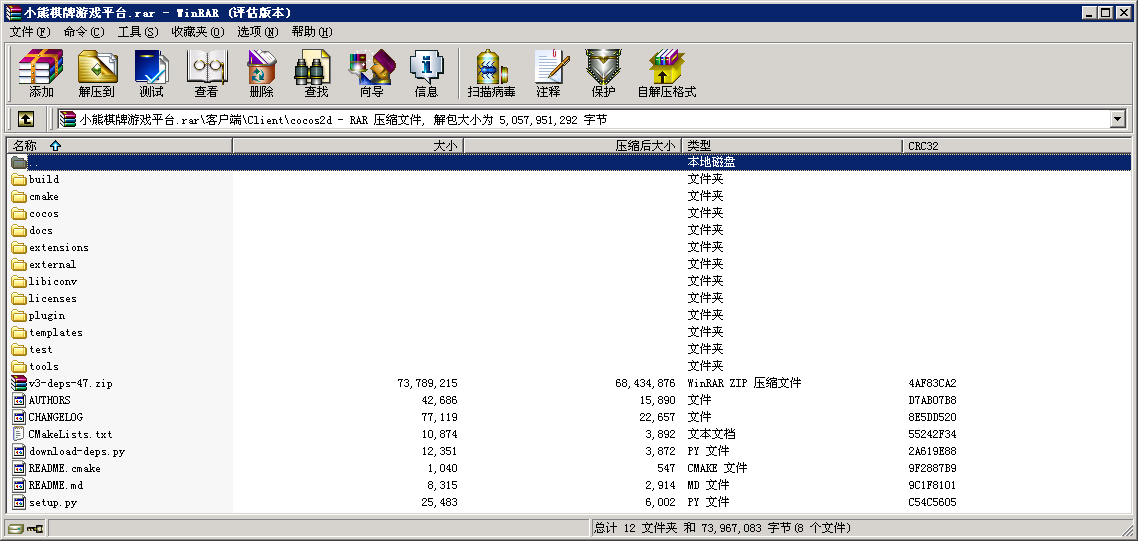 小熊棋牌游戏平台.rar - WinRAR (评估版本)
文件(F) 命令(C) 工具(S) 收藏夹(O) 选项(N) 帮助(H)
添加 解压到 测试 查看 删除 查找 向导 信息 扫描病毒 注释 保护 自解压格式
小熊棋牌游戏平台.rar\客户端\Client\cocos2d - RAR 压缩文件, 解包大小为 5,057,951,292 字节
名称 大小 压缩后大小 类型 CRC32
.. 本地磁盘
build 文件夹
cmake 文件夹
cocos 文件夹
docs 文件夹
extensions 文件夹
external 文件夹
libiconv 文件夹
licenses 文件夹
plugin 文件夹
templates 文件夹
test 文件夹
tools 文件夹
v3-deps-47.zip 73,789,215 68,434,876 WinRAR ZIP 压缩文件 4AF83CA2
AUTHORS 42,686 15,890 文件 D7AB07B8
CHANGELOG 77,119 22,657 文件 8E5DD520
CMakeLists.txt 10,874 3,892 文本文档 55242F34
download-deps.py 12,351 3,872 PY 文件 2A619E88
README.cmake 1,040 547 CMAKE 文件 9F2887B9
README.md 8,315 2,914 MD 文件 9C1F8101
setup.py 25,483 6,002 PY 文件 C54C5605
总计 12 文件夹 和 73,967,083 字节(8 个文件)